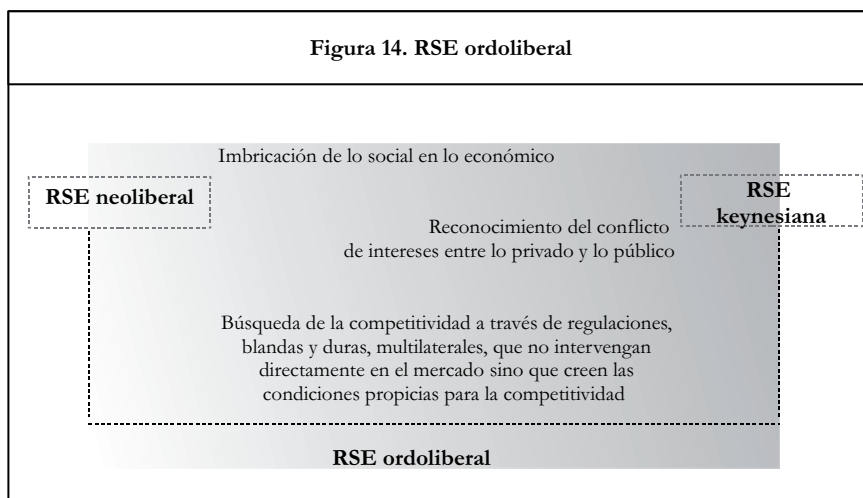 Figura 14. RSE ordoliberal
Imbricación de lo social en lo económico
RSE neoliberal
RSE
keynesiana
Reconocimiento del conflicto
de intereses entre lo privado y lo público
Búsqueda de la competitividad a través de regulaciones,
blandas y duras, multilaterales, que no intervengan
directamente en el mercado sino que creen las
condiciones propicias para la competitividad
RSE ordoliberal